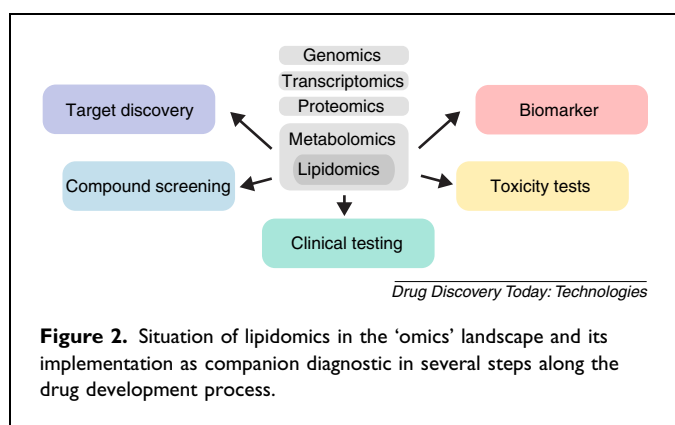 Genomics
Transcriptomics
Proteomics
Target discovery
Biomarker
Metabolomics
Lipidomics
Compound screening
Toxicity tests
Clinical testing
Drug Discovery Today: Technologies
Figure 2. Situation of lipidomics in the ‘omics’ landscape and its
implementation as companion diagnostic in several steps along the
drug development process.